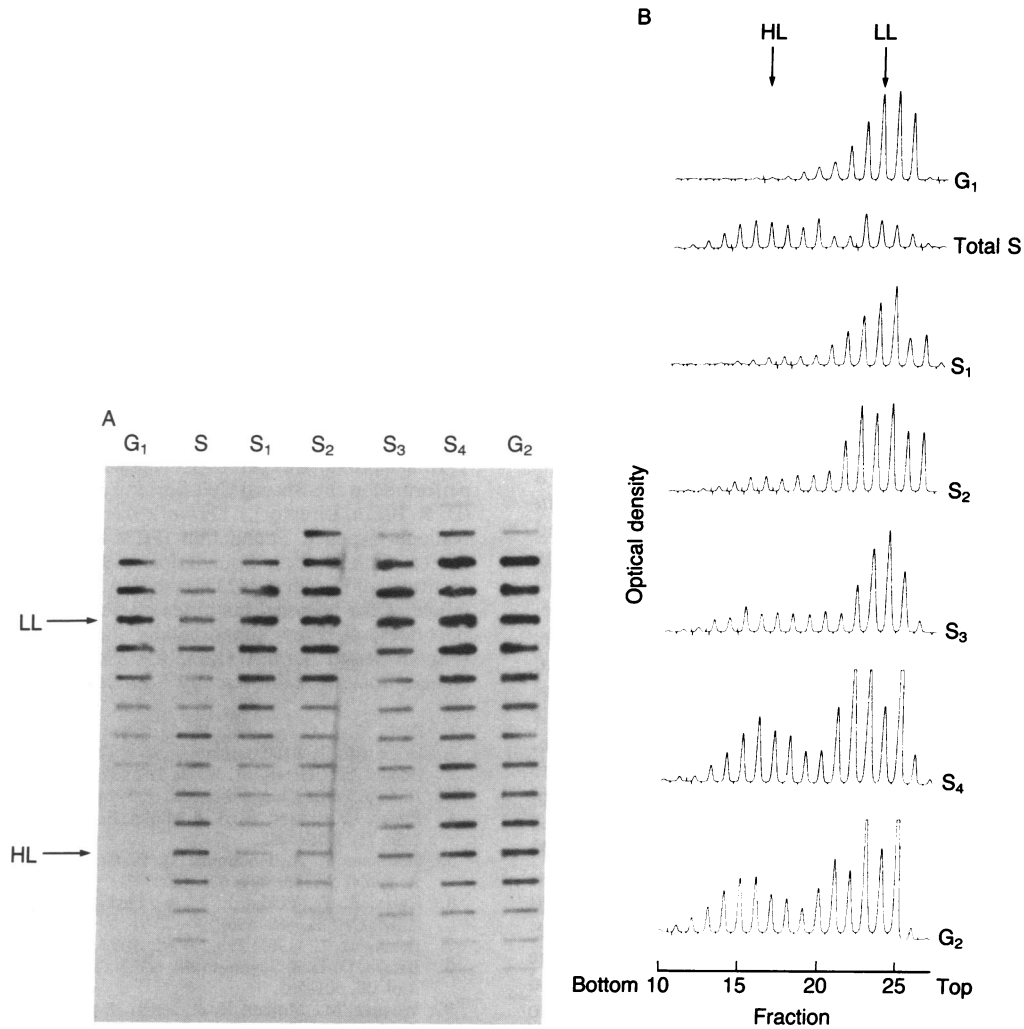 A
G₁ S S₁ S₂ S₃ S₄ G₂
LL
HL
B
HL LL
G₁
Total S
S₁
S₂
S₃
S₄
G₂
Optical density
Bottom 10 15 20 25 Top
Fraction